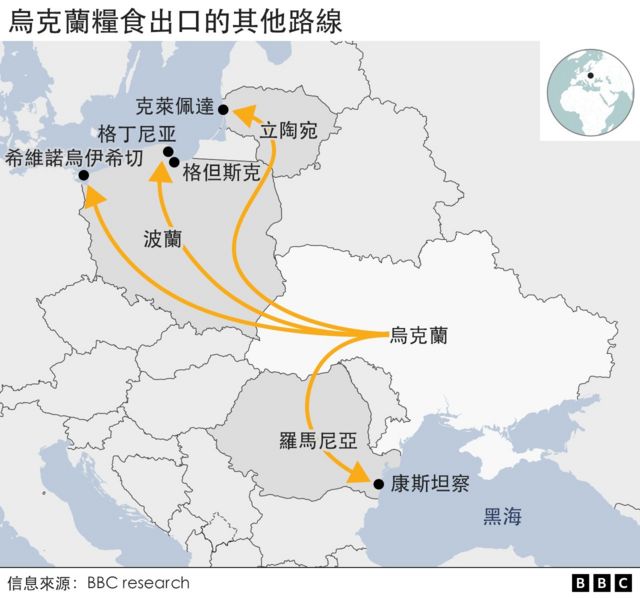 烏克蘭糧食出口的其他路線
克萊佩達
立陶宛
格丁尼亚
希維諾烏伊希切
格但斯克
波蘭
烏克蘭
羅馬尼亞
康斯坦察
黑海
信息來源：BBC research
BBC